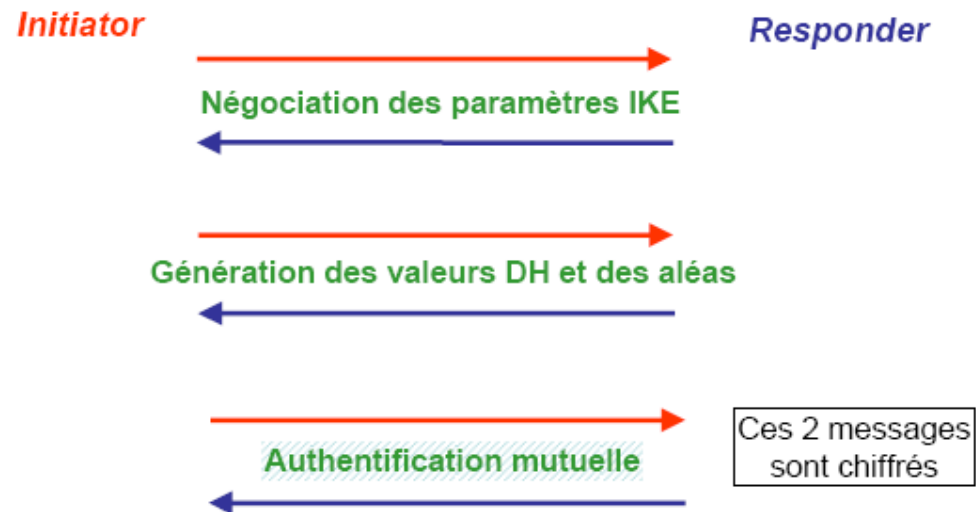 Initiator
Responder
Négociation des paramètres IKE
Génération des valeurs DH et des aléas
Authentification mutuelle
Ces 2 messages
sont chiffrés